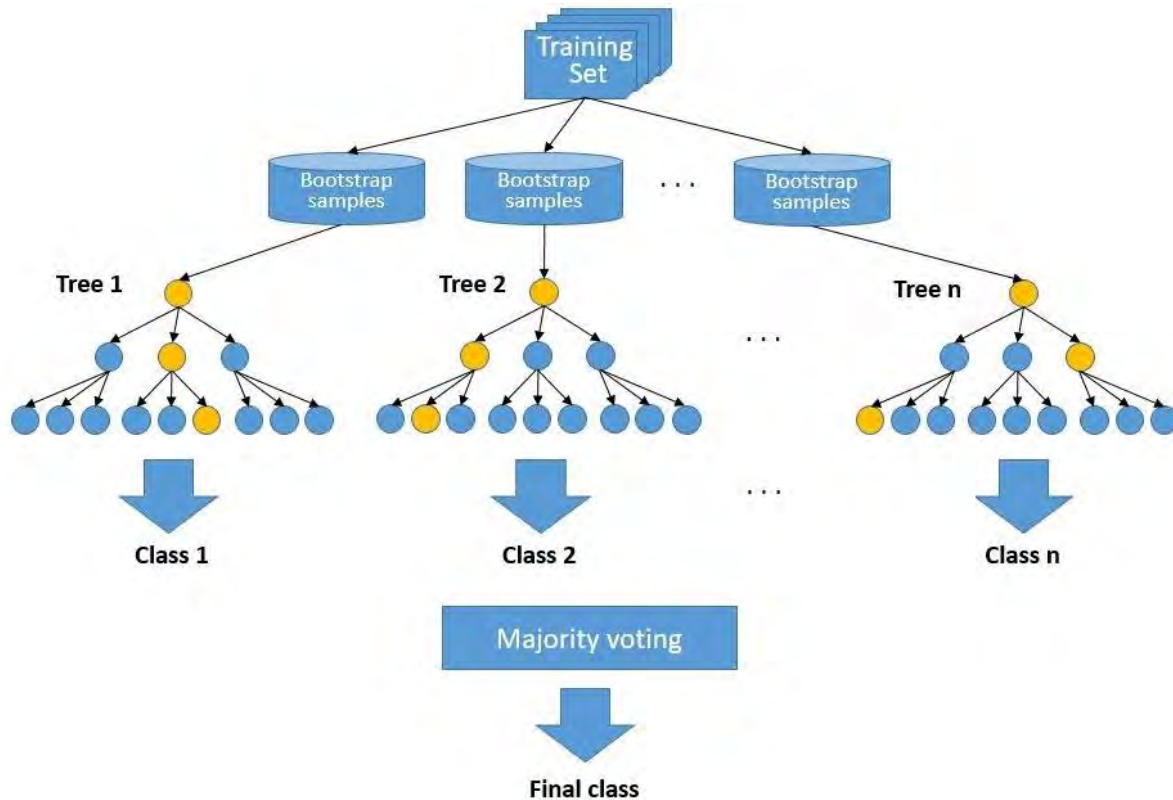 Training
Set
Bootstrap
samples
Bootstrap
samples
. . .
Bootstrap
samples
Tree 1
Tree 2
Tree n
. . .
. . .
Class 1
Class 2
Class n
Majority voting
Final class